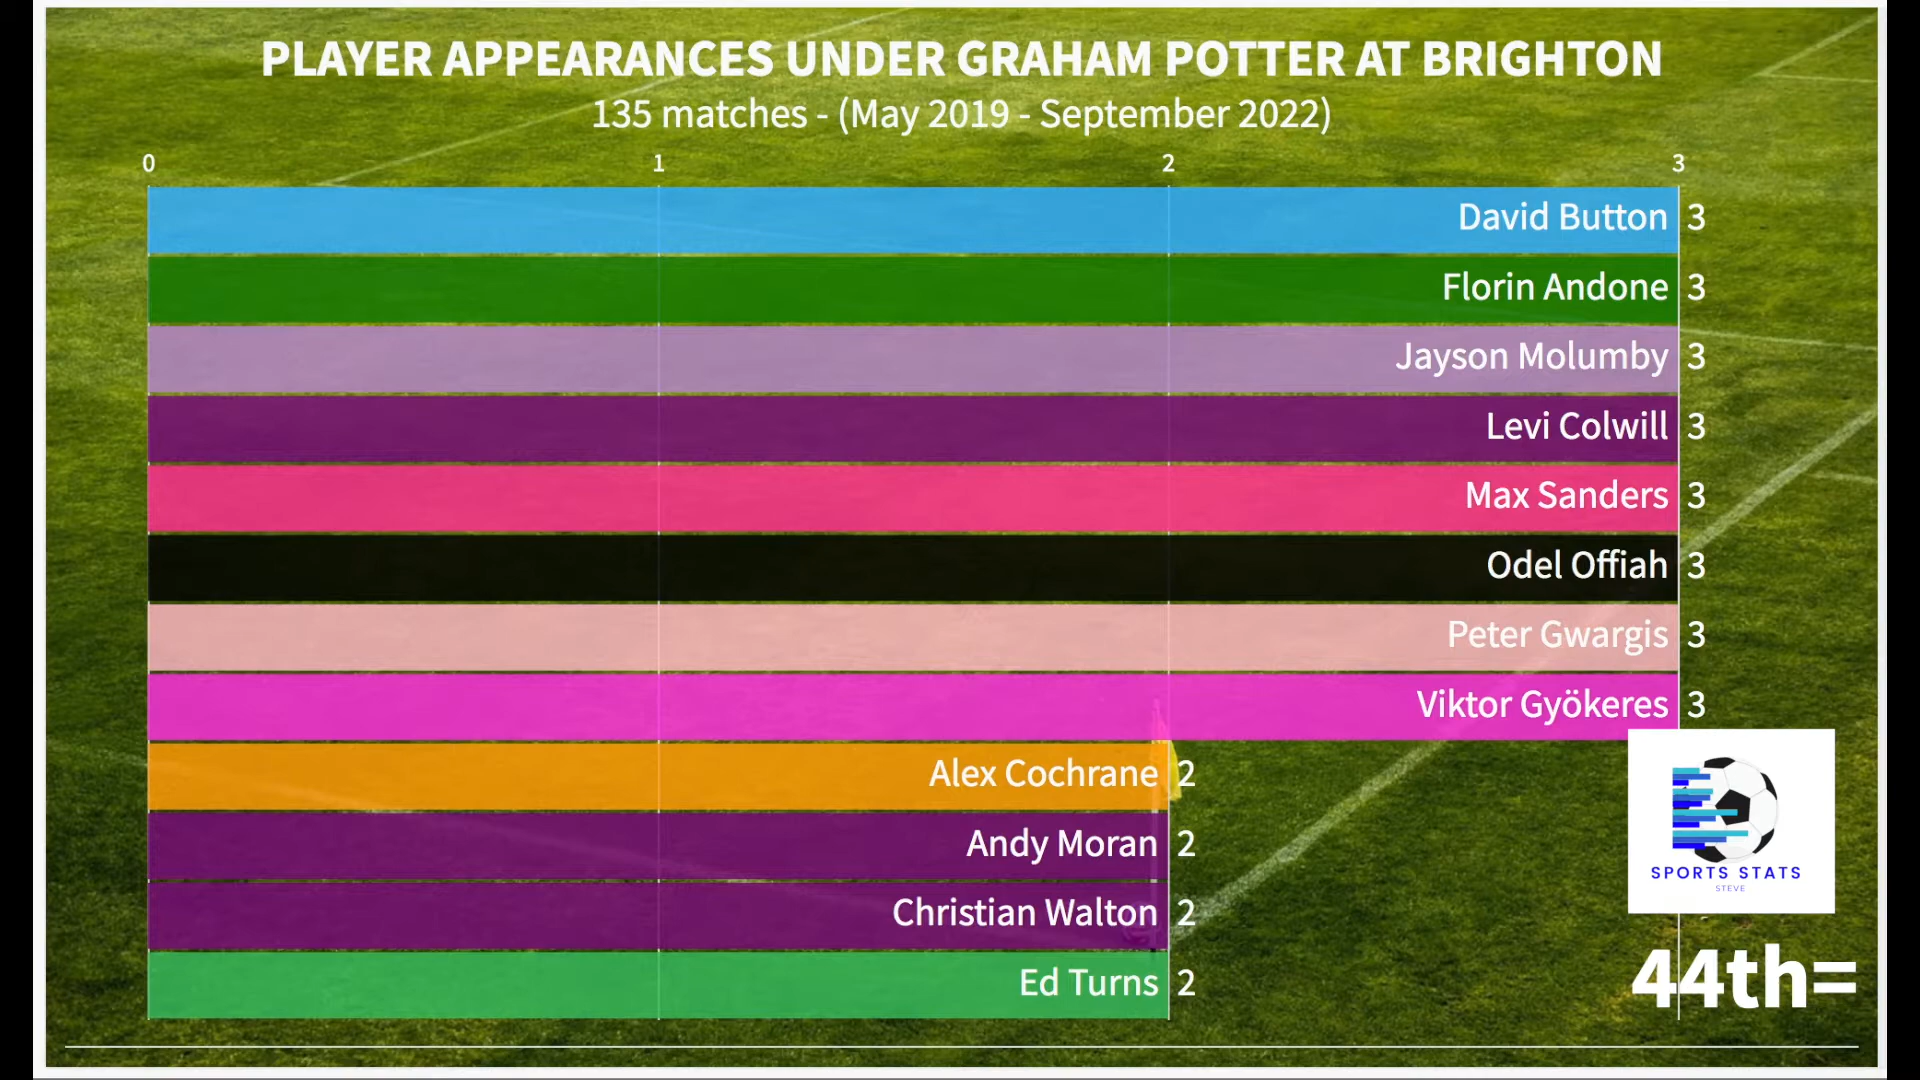 PLAYER APPEARANCES UNDER GRAHAM POTTER AT BRIGHTON
135 matches - (May 2019 - September 2022)
0 1 2 3
David Button 3
Florin Andone 3
Jayson Molumby 3
Levi Colwill 3
Max Sanders 3
Odel Offiah 3
Peter Gwargis 3
Viktor Gyökeres 3
Alex Cochrane 2
Andy Moran 2
Christian Walton 2
Ed Turns 2
SPORTS STATS
STEVE
44th=